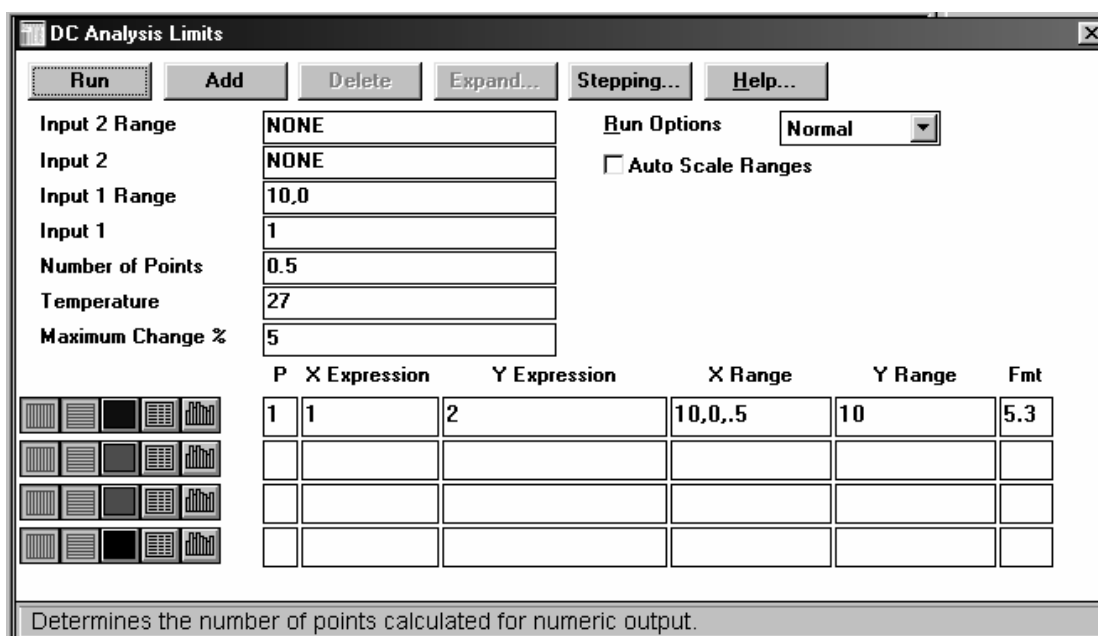 DC Analysis Limits
Run Add Delete Expand... Stepping... Help...
Input 2 Range NONE Run Options Normal
Input 2 NONE Auto Scale Ranges
Input 1 Range 10,0
Input 1 1
Number of Points 0.5
Temperature 27
Maximum Change % 5
P X Expression Y Expression X Range Y Range Fmt
1 1 2 10,0,.5 10 5.3
Determines the number of points calculated for numeric output.